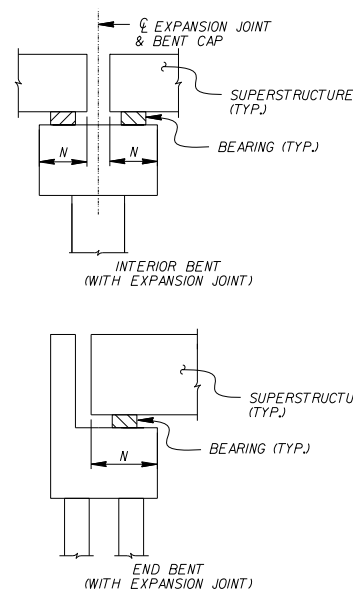 ℄ EXPANSION JOINT
& BENT CAP
SUPERSTRUCTURE
(TYP.)
BEARING (TYP.)
N N
INTERIOR BENT
(WITH EXPANSION JOINT)
SUPERSTRUCTU
(TYP.)
BEARING (TYP.)
N
END BENT
(WITH EXPANSION JOINT)